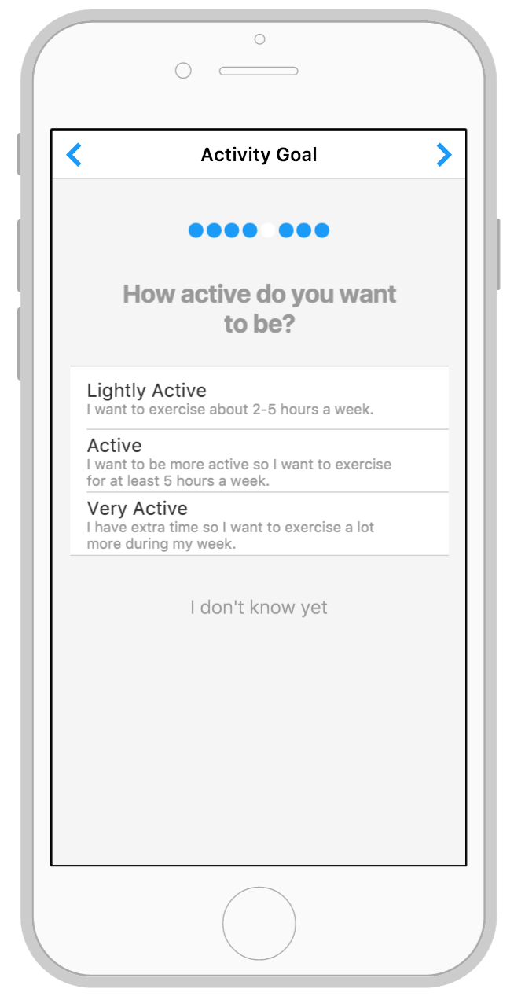 Activity Goal
How active do you want
to be?
Lightly Active
I want to exercise about 2-5 hours a week.
Active
I want to be more active so I want to exercise
for at least 5 hours a week.
Very Active
I have extra time so I want to exercise a lot
more during my week.
I don't know yet